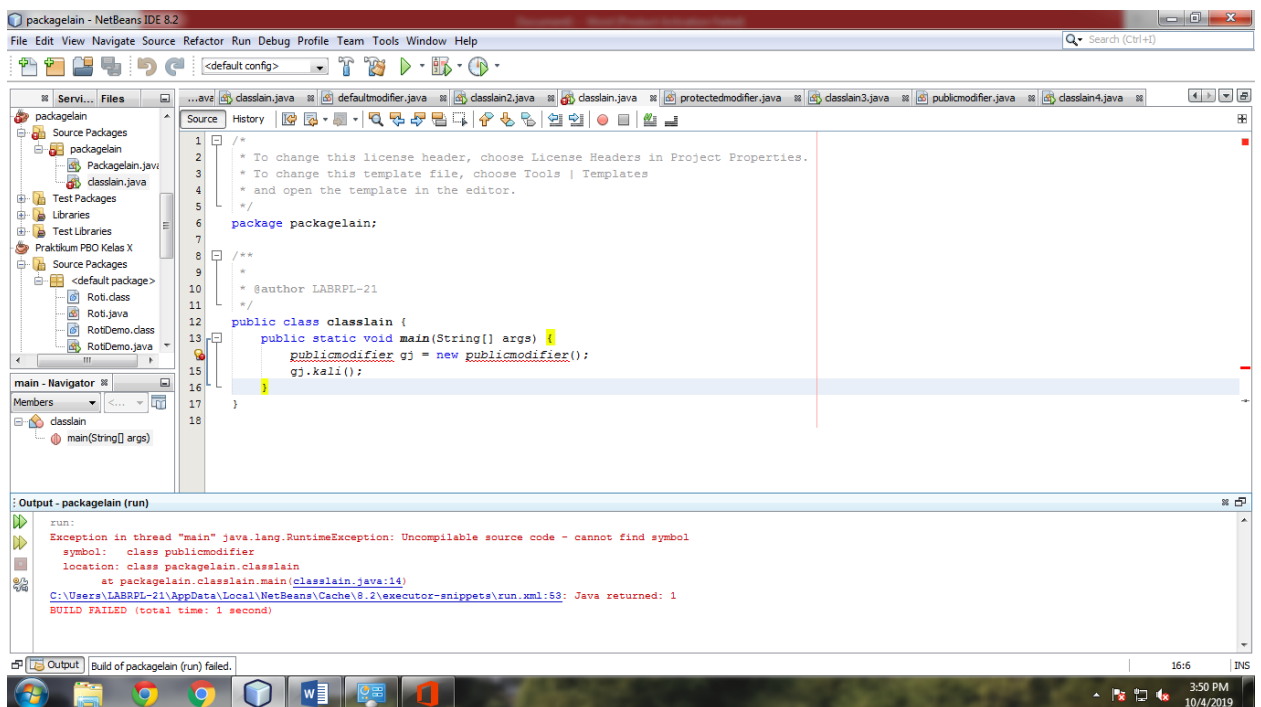 packagelain - NetBeans IDE 8.2
File Edit View Navigate Source Refactor Run Debug Profile Team Tools Window Help
Search (Ctrl+I)
<default config>
Servi... Files
...ava classlain.java defaultmodifier.java classlain2.java classlain.java protectedmodifier.java classlain3.java publicmodifier.java classlain4.java
packagelain
Source Packages
packagelain
Packagelain.java
classlain.java
Test Packages
Libraries
Test Libraries
Praktikum PBO Kelas X
Source Packages
<default package>
Roti.class
Roti.java
RotiDemo.class
RotiDemo.java
main - Navigator
Members <...
classlain
main(String[] args)
Source History
1 /*
2 * To change this license header, choose License Headers in Project Properties.
3 * To change this template file, choose Tools | Templates
4 * and open the template in the editor.
5 */
6 package packagelain;
7
8 /**
9 *
10 * @author LABRPL-21
11 */
12 public class classlain {
13 public static void main(String[] args) {
publicmodifier gj = new publicmodifier();
15 gj.kali();
16 }
17 }
18
Output - packagelain (run)
run:
Exception in thread "main" java.lang.RuntimeException: Uncompilable source code - cannot find symbol
symbol: class publicmodifier
location: class packagelain.classlain
at packagelain.classlain.main(classlain.java:14)
C:\Users\LABRPL-21\AppData\Local\NetBeans\Cache\8.2\executor-snippets\run.xml:53: Java returned: 1
BUILD FAILED (total time: 1 second)
Output Build of packagelain (run) failed.
16:6 INS
3:50 PM
10/4/2019